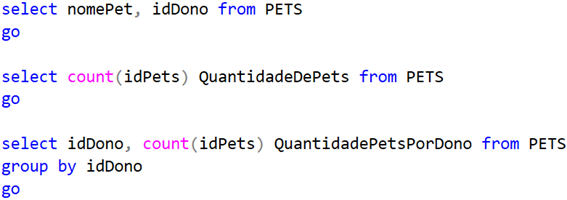 select nomePet, idDono from PETS
go
select count(idPets) QuantidadeDePets from PETS
go
select idDono, count(idPets) QuantidadePetsPorDono from PETS
group by idDono
go